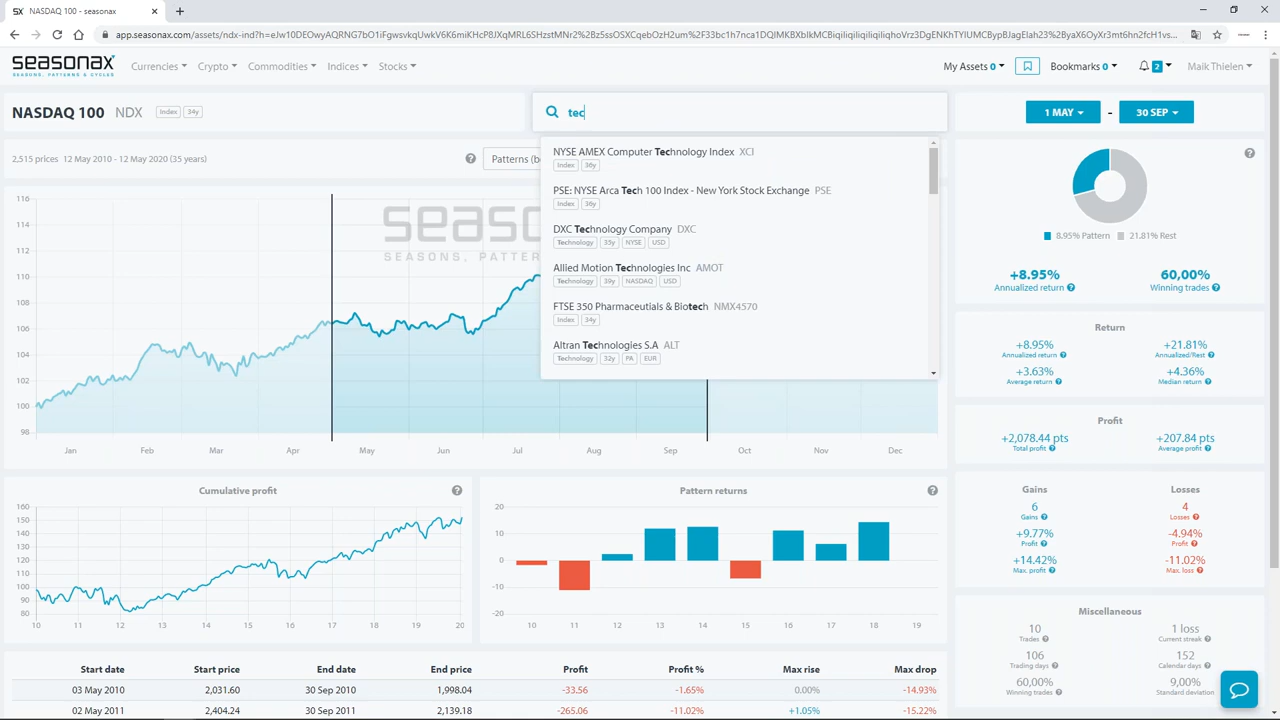 SX NASDAQ 100 - seasonax
app.seasonax.com/assets/ndx-ind?h=
seasonax
SEASONS, PATTERNS & CYCLES
Currencies Crypto Commodities Indices Stocks
My Assets 0 Bookmarks 0 2 Maik Thielen
NASDAQ 100 NDX Index 34y
tec
1 MAY - 30 SEP
2,515 prices 12 May 2010 - 12 May 2020 (35 years)
Patterns (b
NYSE AMEX Computer Technology Index XCI
Index 36y
PSE: NYSE Arca Tech 100 Index - New York Stock Exchange PSE
Index 36y
DXC Technology Company DXC
Technology 35y NYSE USD
Allied Motion Technologies Inc AMOT
Technology 39y NASDAQ USD
FTSE 350 Pharmaceuticals & Biotech NMX4570
Index 34y
Altran Technologies S.A ALT
Technology 32y PA EUR
116
114
112
110
108
106
104
102
100
98
seas
SEASONS, PATTER
Jan Feb Mar Apr May Jun Jul Aug Sep Oct Nov Dec
8.95% Pattern 21.81% Rest
+8.95% 60,00%
Annualized return Winning trades
Return
+8.95% +21.81%
Annualized return Annualized/Rest
+3.63% +4.36%
Average return Median return
Profit
+2,078.44 pts +207.84 pts
Total profit Average profit
Gains Losses
6 4
Gains Losses
+9.77% -4.94%
Profit Profit
+14.42% -11.02%
Max. profit Max. loss
Miscellaneous
10 1 loss
Trades Current streak
106 152
Trading days Calendar days
60,00% 9,00%
Winning trades Standard deviation
Cumulative profit
160
150
140
130
120
110
100
90
80
10 11 12 13 14 15 16 17 18 19 20
Pattern returns
20
10
0
-10
-20
10 11 12 13 14 15 16 17 18 19
Start date Start price End date End price Profit Profit % Max rise Max drop
03 May 2010 2,031.60 30 Sep 2010 1,998.04 -33.56 -1.65% 0.00% -14.93%
02 May 2011 2,404.24 30 Sep 2011 2,139.18 -265.06 -11.02% +1.05% -15.22%